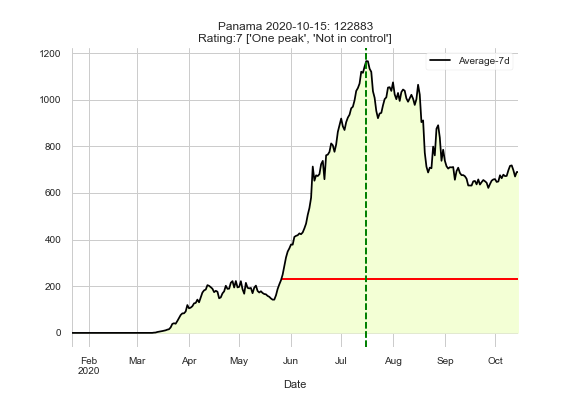 Panama 2020-10-15: 122883
Rating:7 ['One peak', 'Not in control']
Average-7d
1200
1000
800
600
400
200
0
Feb Mar Apr May Jun Jul Aug Sep Oct
2020
Date